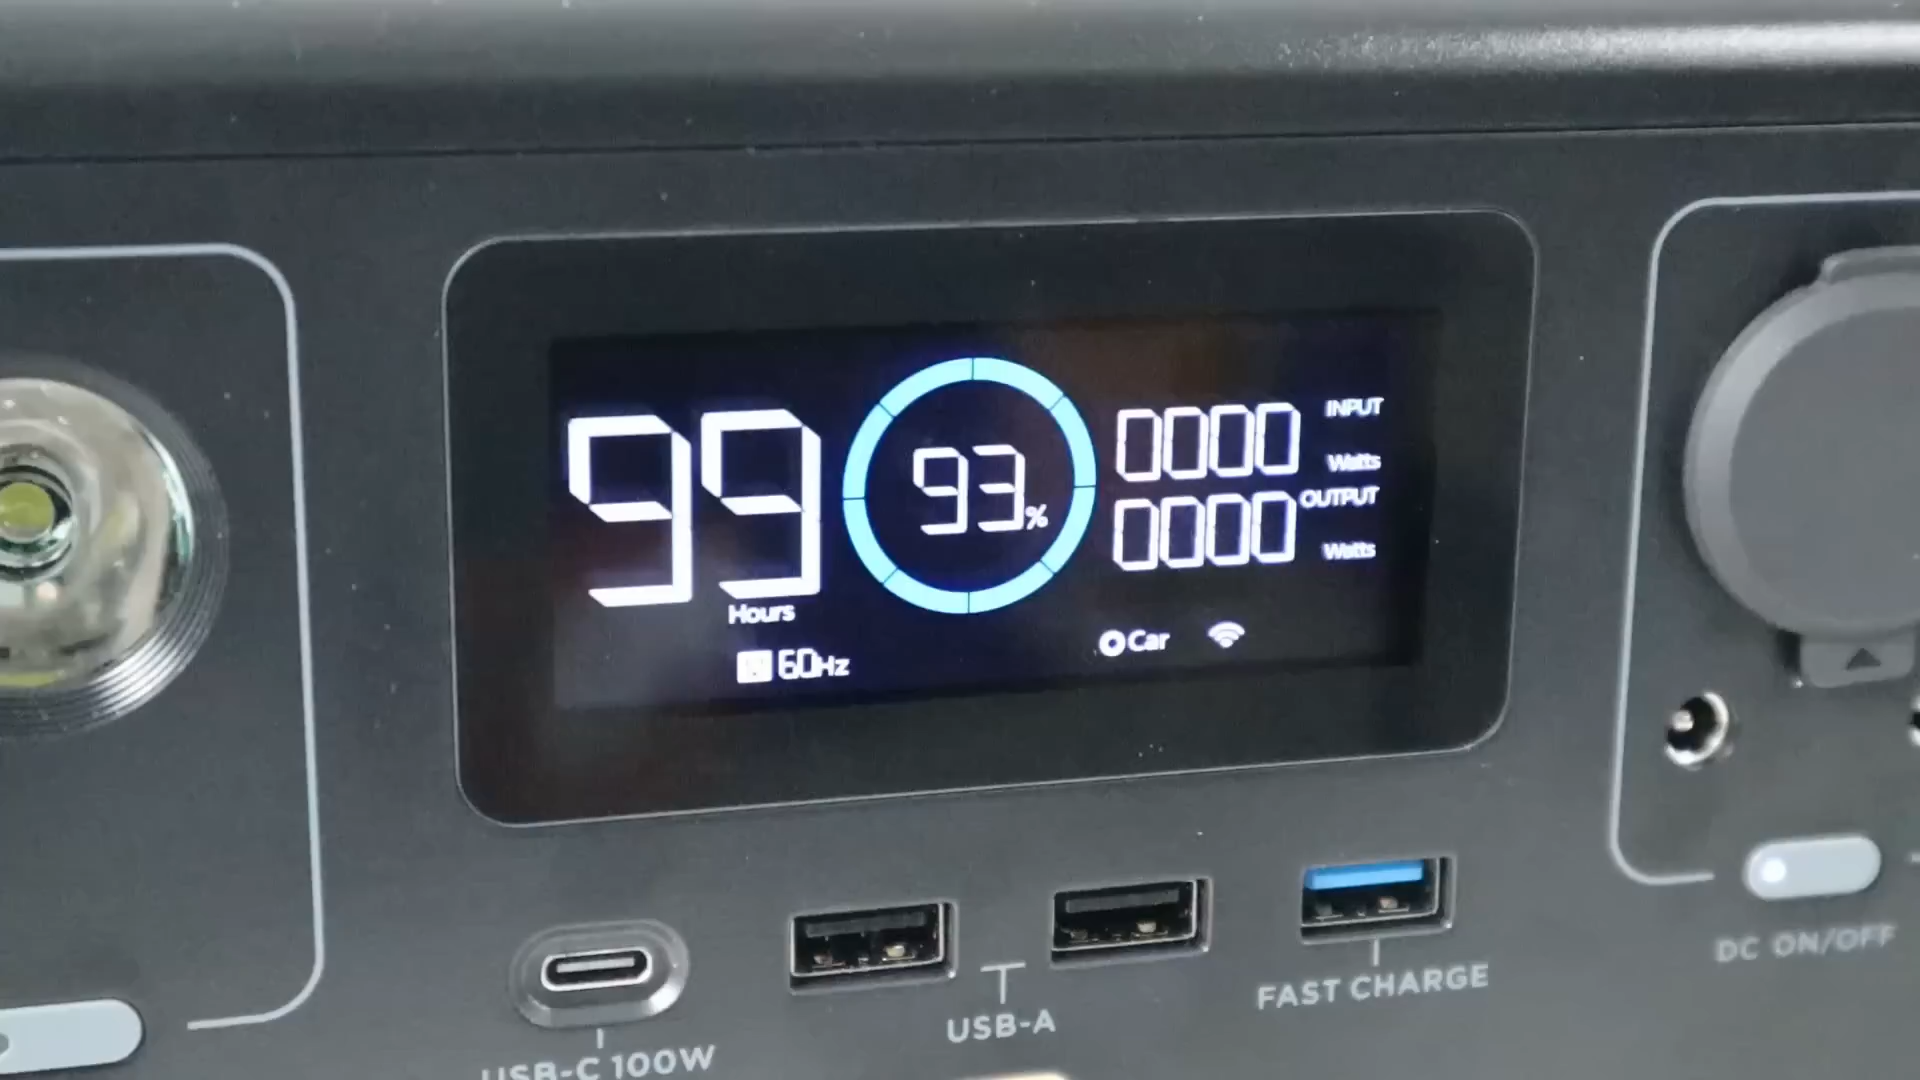 99
Hours
93%
0000 INPUT
Watts
0000 OUTPUT
Watts
60Hz
Car
USB-C 100W
USB-A
FAST CHARGE
DC ON/OFF